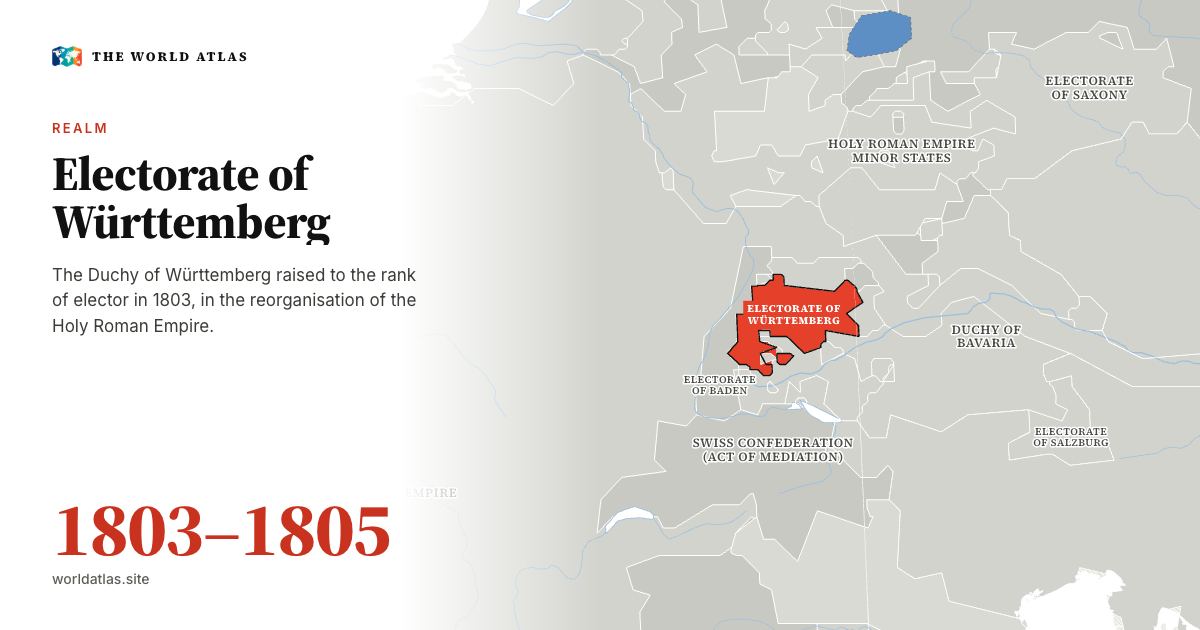 THE WORLD ATLAS
REALM
Electorate of
Württemberg
The Duchy of Württemberg raised to the rank
of elector in 1803, in the reorganisation of the
Holy Roman Empire.
1803–1805
worldatlas.site
ELECTORATE
OF SAXONY
HOLY ROMAN EMPIRE
MINOR STATES
ELECTORATE OF
WÜRTTEMBERG
DUCHY OF
BAVARIA
ELECTORATE
OF BADEN
ELECTORATE
OF SALZBURG
SWISS CONFEDERATION
(ACT OF MEDIATION)
EMPIRE